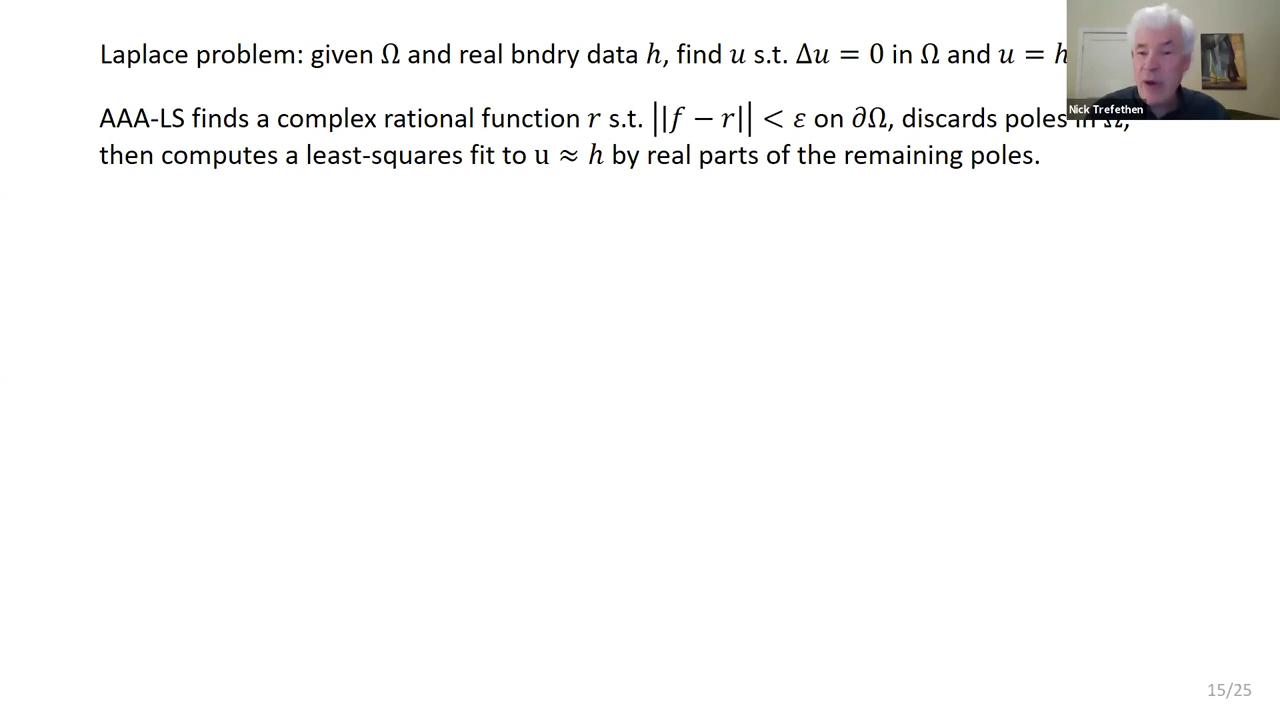 Laplace problem: given Ω and real bndry data h, find u s.t. Δu = 0 in Ω and u = h
Nick Trefethen
AAA-LS finds a complex rational function r s.t. ||f − r|| < ε on ∂Ω, discards poles in Ω,
then computes a least-squares fit to u ≈ h by real parts of the remaining poles.
15/25